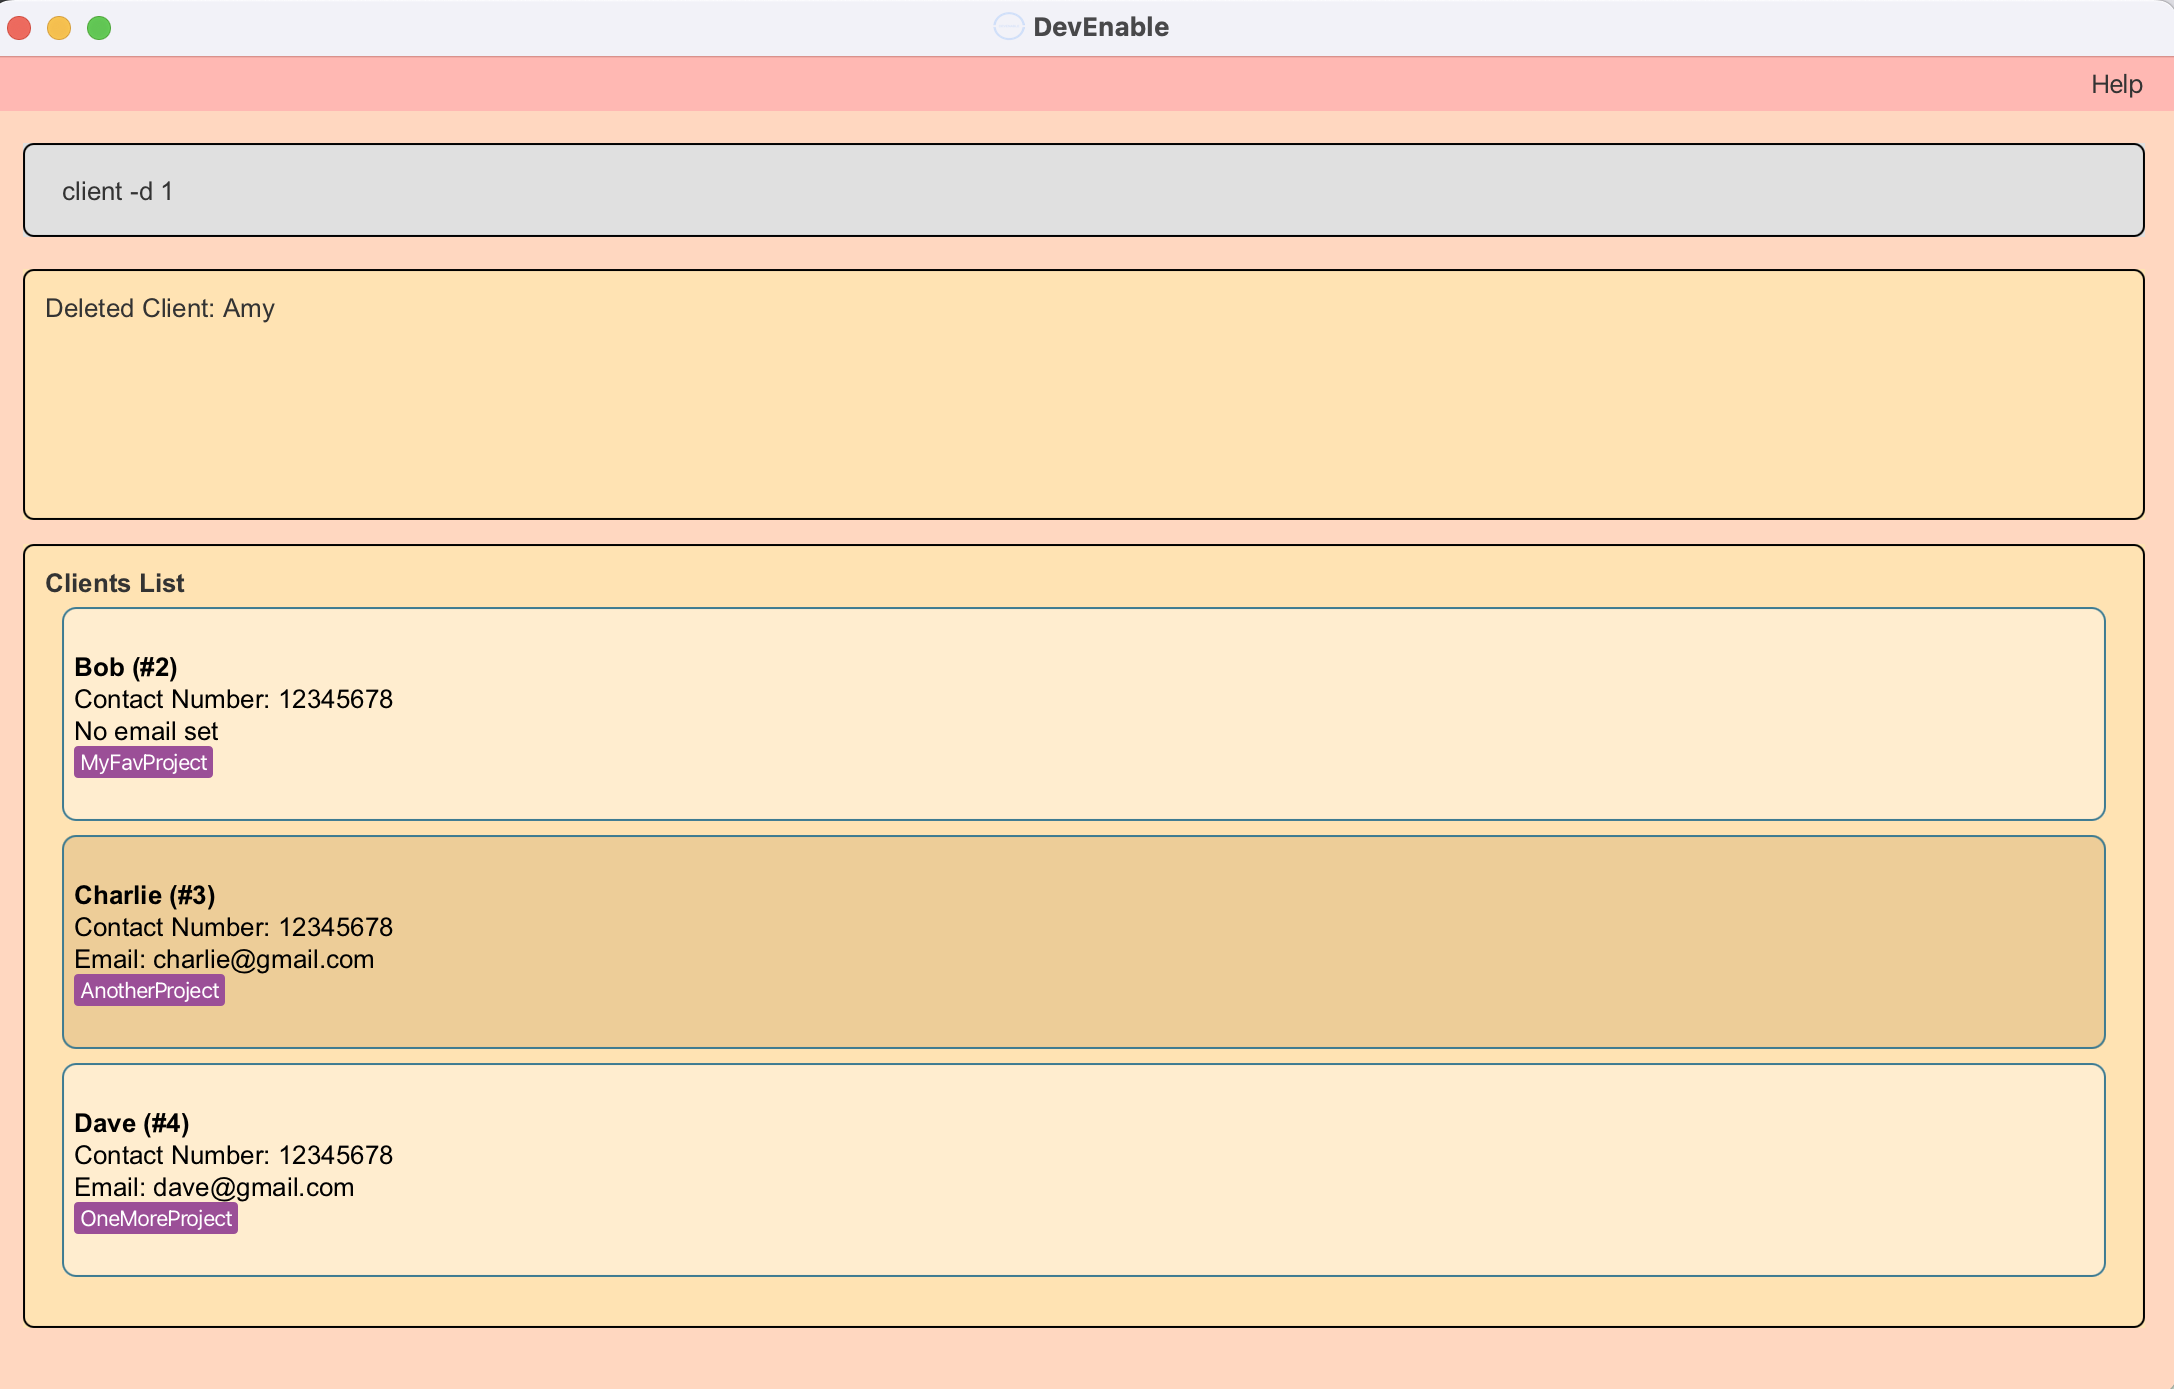 DevEnable
Help
client -d 1
Deleted Client: Amy
Clients List
Bob (#2)
Contact Number: 12345678
No email set
MyFavProject
Charlie (#3)
Contact Number: 12345678
Email: charlie@gmail.com
AnotherProject
Dave (#4)
Contact Number: 12345678
Email: dave@gmail.com
OneMoreProject